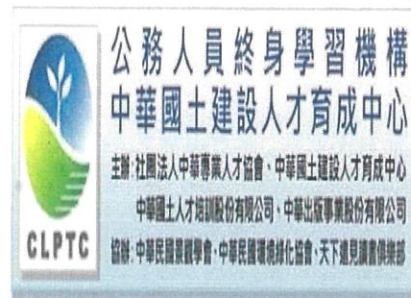 公務人員終身學習機構
中華國土建設人才育成中心
主辦:社團法人中華專業人才協會、中華國土建設人才育成中心
中華國土人才培訓股份有限公司、中華出版事業股份有限公司
協辦:中華民國景觀學會、中華民國環境綠化協會、天下遠見讀書俱樂部
CLPTC